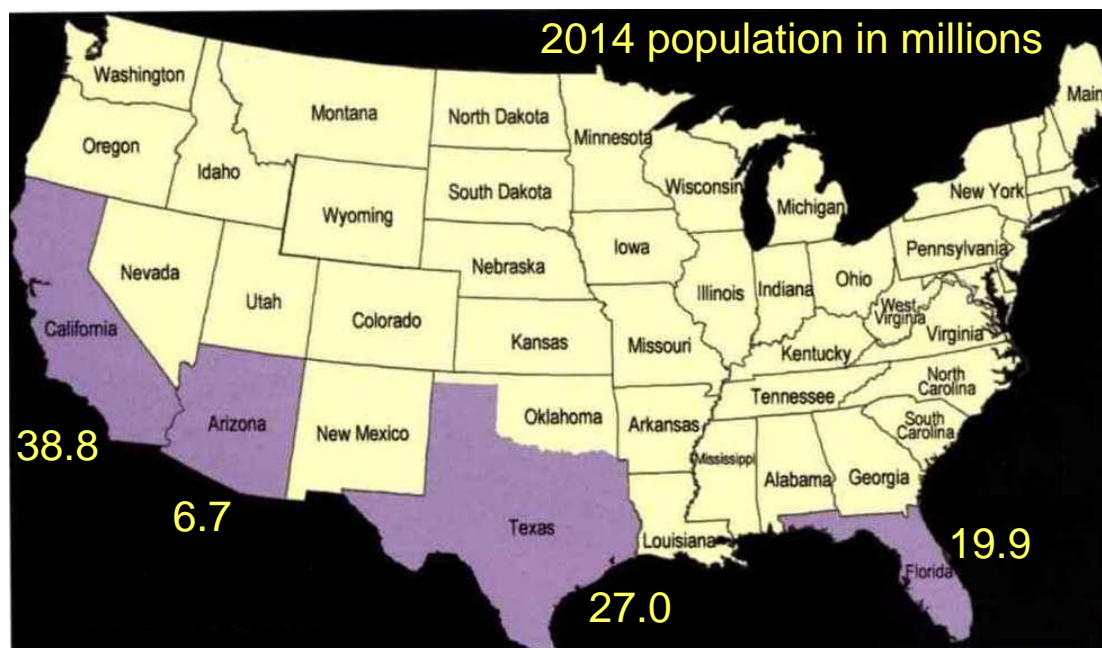 2014 population in millions
Washington
Montana
North Dakota
Minnesota
Main
Oregon
Idaho
South Dakota
Wisconsin
Michigan
New York
Wyoming
Nebraska
Iowa
Pennsylvania
Nevada
Utah
Colorado
Illinois
Indiana
Ohio
West
Virginia
Virginia
California
Kansas
Missouri
Kentucky
Arizona
New Mexico
Oklahoma
Arkansas
Tennessee
North
Carolina
South
Carolina
Mississippi
Alabama
Georgia
38.8
6.7
Texas
Louisiana
Florida
19.9
27.0